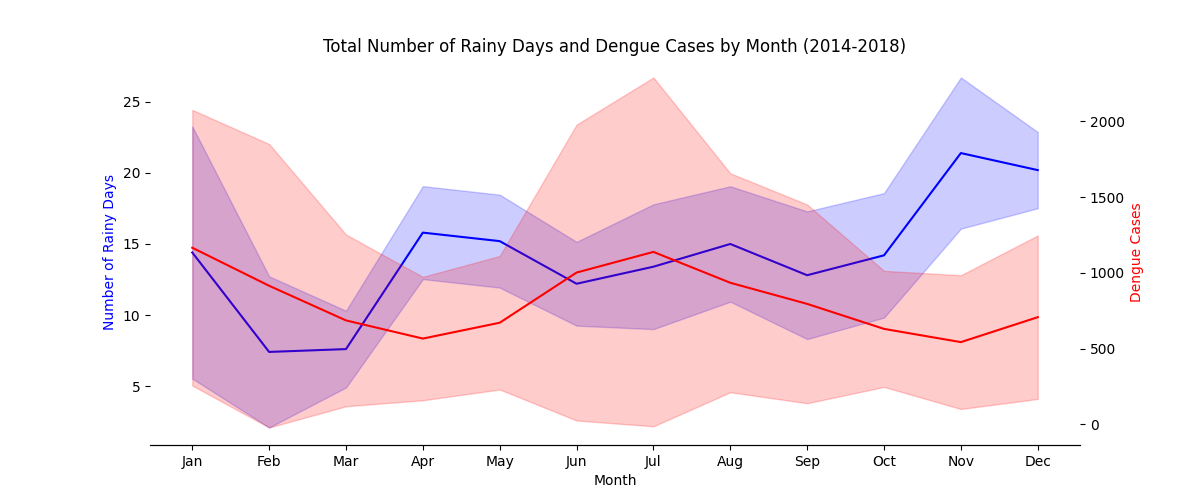 Total Number of Rainy Days and Dengue Cases by Month (2014-2018)
Number of Rainy Days
25
20
15
10
5
2000
1500
1000
500
0
Dengue Cases
Jan Feb Mar Apr May Jun Jul Aug Sep Oct Nov Dec
Month